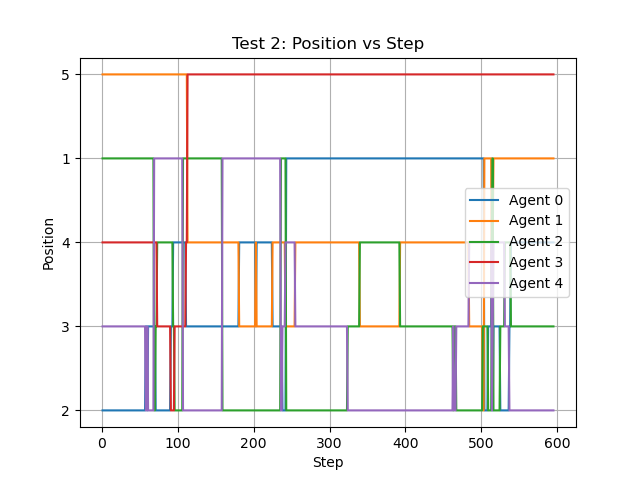 Test 2: Position vs Step
5
1
4
3
2
Position
0
100
200
300
400
500
600
Step
Agent 0
Agent 1
Agent 2
Agent 3
Agent 4